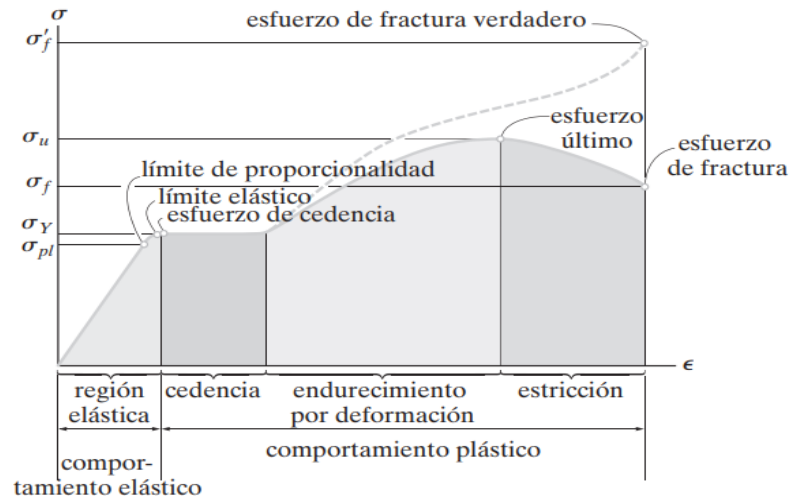 σ
esfuerzo de fractura verdadero
σ′f
σu
esfuerzo
último
esfuerzo
de fractura
límite de proporcionalidad
σf
límite elástico
esfuerzo de cedencia
σY
σpl
ϵ
región
elástica
cedencia
endurecimiento
por deformación
estricción
comportamiento plástico
compor-
tamiento elástico